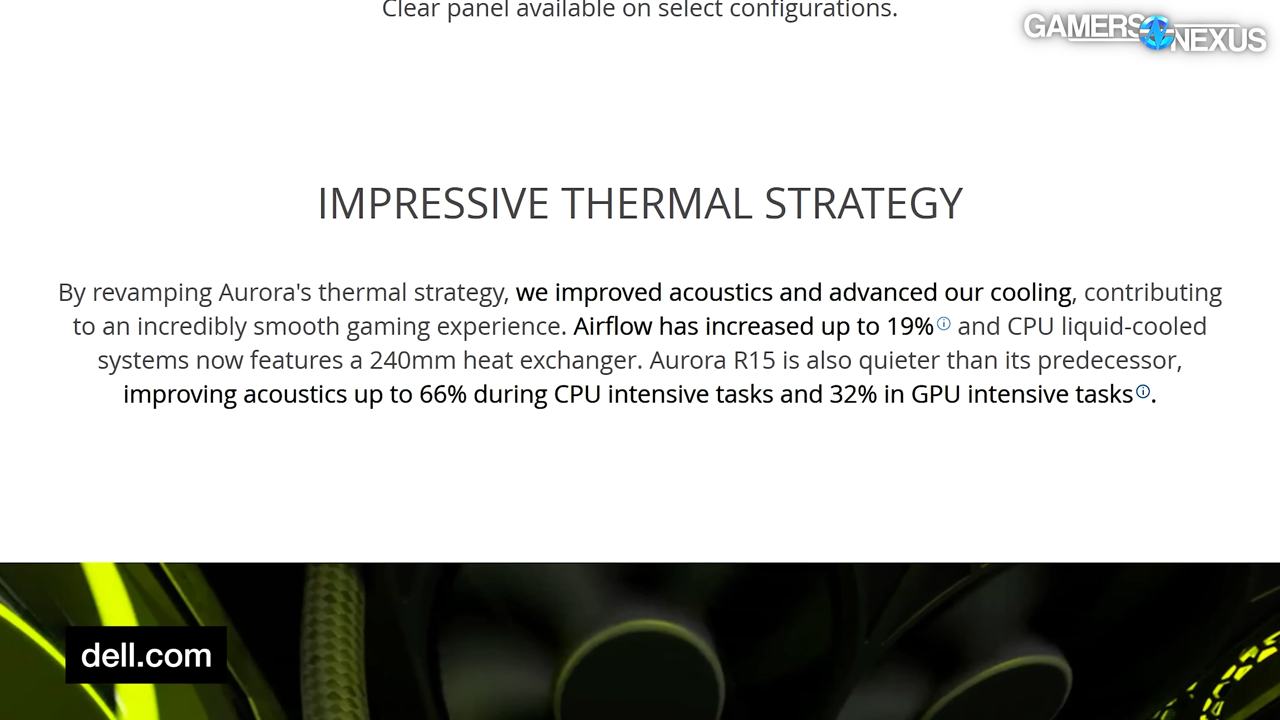 Clear panel available on select configurations.
GAMERS NEXUS
IMPRESSIVE THERMAL STRATEGY
By revamping Aurora's thermal strategy, we improved acoustics and advanced our cooling, contributing
to an incredibly smooth gaming experience. Airflow has increased up to 19% and CPU liquid-cooled
systems now features a 240mm heat exchanger. Aurora R15 is also quieter than its predecessor,
improving acoustics up to 66% during CPU intensive tasks and 32% in GPU intensive tasks.
dell.com